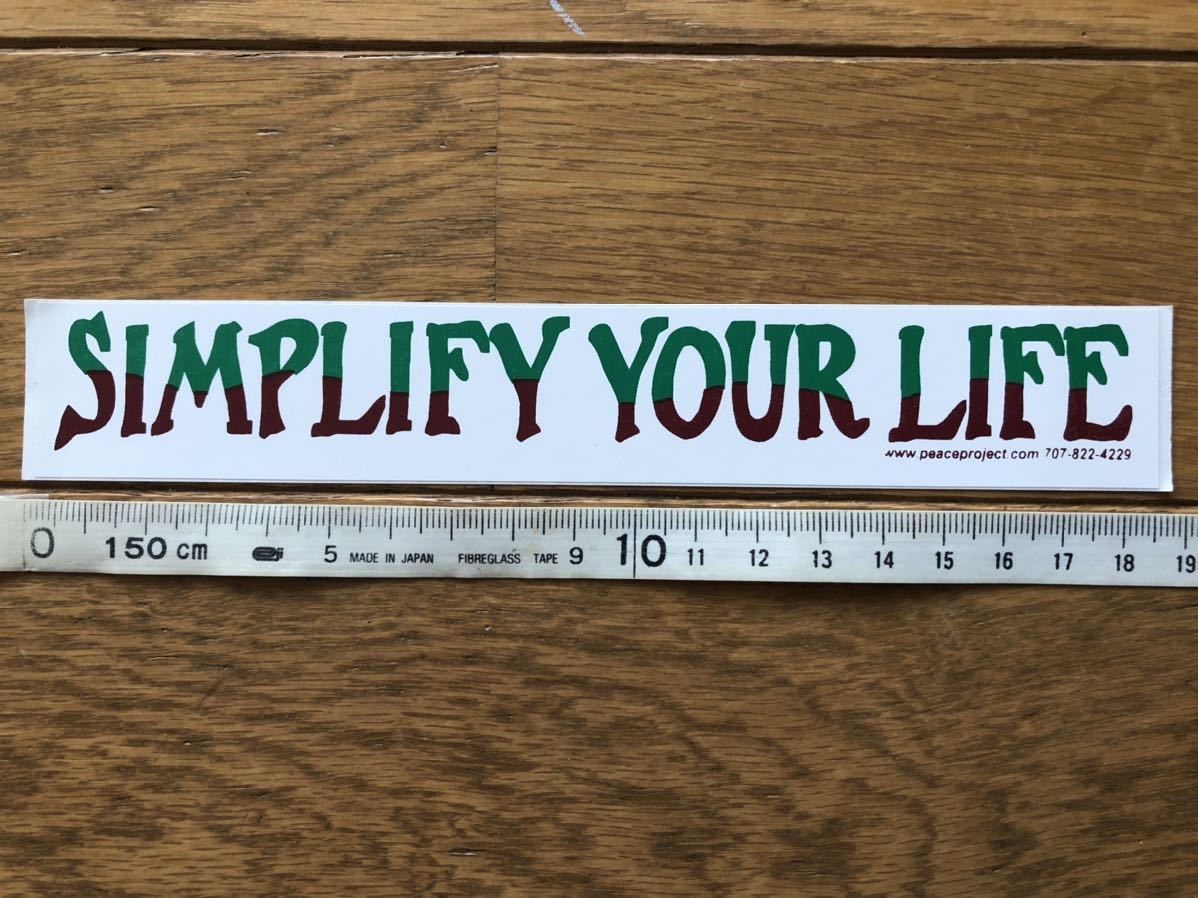 SIMPLIFY YOUR LIFE
www.peaceproject.com 707-822-4229
0 150 cm 5 MADE IN JAPAN FIBREGLASS TAPE 9 10 11 12 13 14 15 16 17 18 19